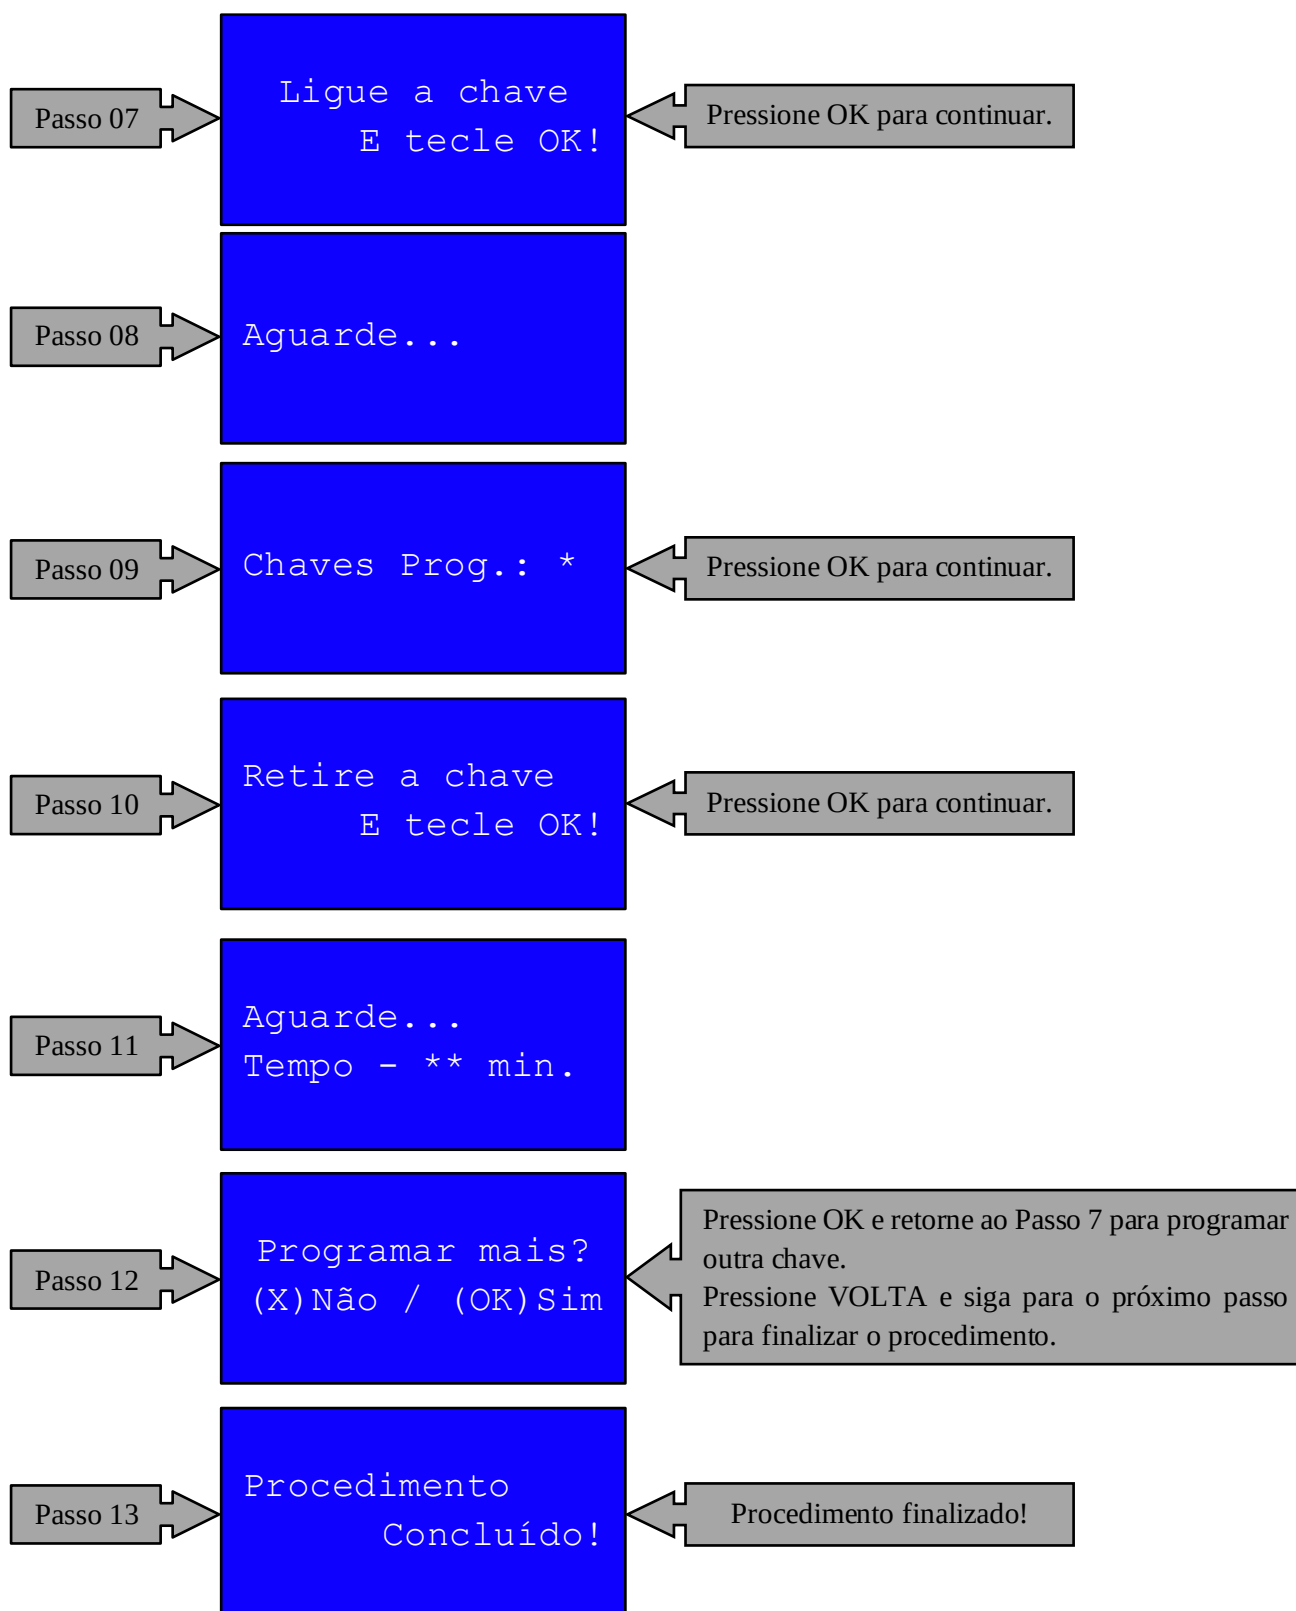 Passo 07
Ligue a chave
E tecle OK!
Pressione OK para continuar.
Passo 08
Aguarde...
Passo 09
Chaves Prog.: *
Pressione OK para continuar.
Passo 10
Retire a chave
E tecle OK!
Pressione OK para continuar.
Passo 11
Aguarde...
Tempo - ** min.
Passo 12
Programar mais?
(X)Não / (OK)Sim
Pressione OK e retorne ao Passo 7 para programar
outra chave.
Pressione VOLTA e siga para o próximo passo
para finalizar o procedimento.
Passo 13
Procedimento
Concluído!
Procedimento finalizado!